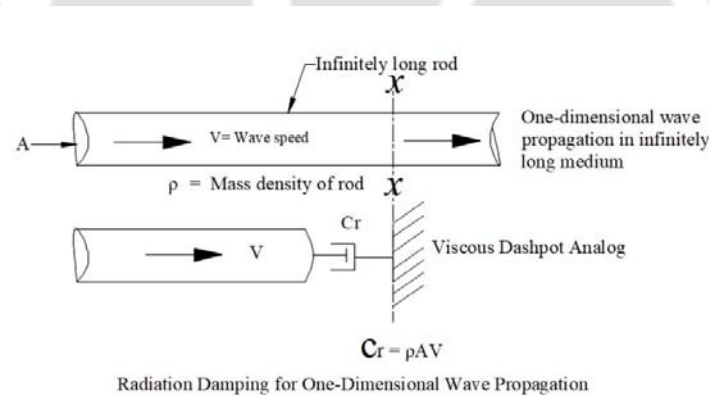 Infinitely long rod
x
A
V= Wave speed
One-dimensional wave
propagation in infinitely
long medium
ρ = Mass density of rod
x
Cr
V
Viscous Dashpot Analog
Cr = ρAV
Radiation Damping for One-Dimensional Wave Propagation